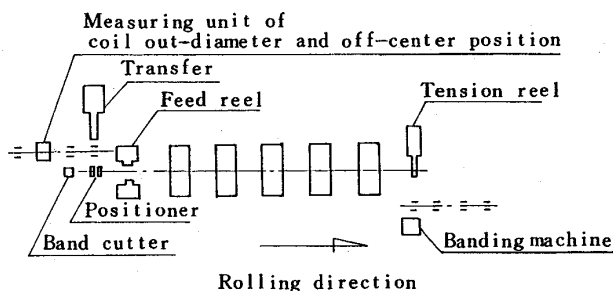 Measuring unit of
coil out-diameter and off-center position
Transfer
Feed reel
Tension reel
Positioner
Band cutter
Banding machine
Rolling direction